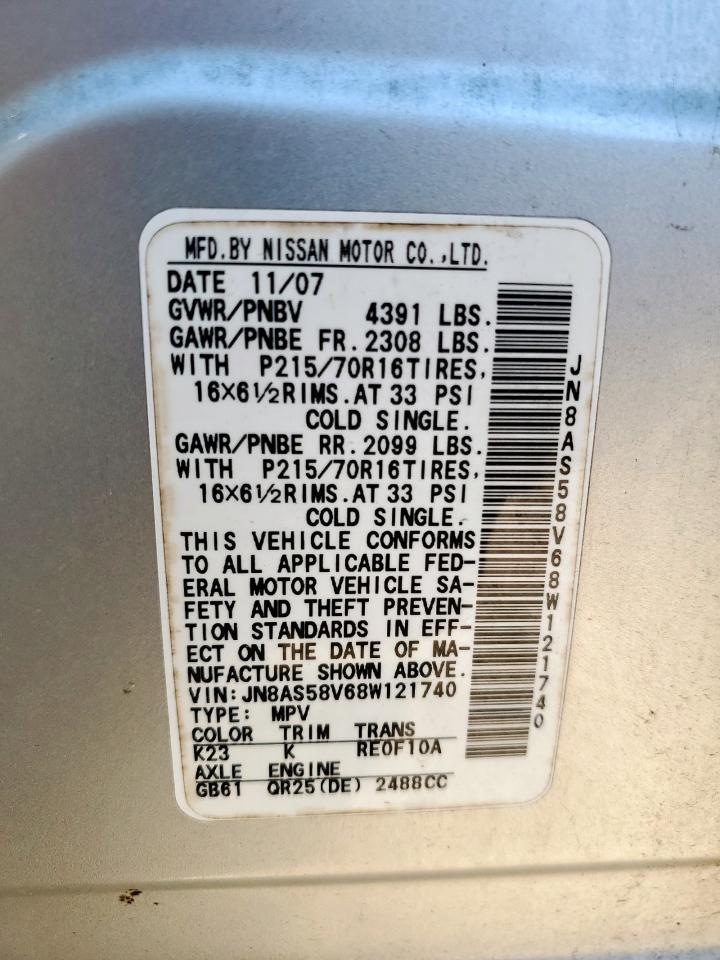 MFD.BY NISSAN MOTOR CO.,LTD.
DATE 11/07
GVWR/PNBV 4391 LBS.
GAWR/PNBE FR.2308 LBS.
WITH P215/70R16TIRES,
16X6½RIMS.AT 33 PSI
COLD SINGLE.
GAWR/PNBE RR.2099 LBS.
WITH P215/70R16TIRES,
16X6½RIMS.AT 33 PSI
COLD SINGLE.
THIS VEHICLE CONFORMS
TO ALL APPLICABLE FED-
ERAL MOTOR VEHICLE SA-
FETY AND THEFT PREVEN-
TION STANDARDS IN EFF-
ECT ON THE DATE OF MA-
NUFACTURE SHOWN ABOVE.
VIN:JN8AS58V68W121740
TYPE: MPV
COLOR TRIM TRANS
K23 K RE0F10A
AXLE ENGINE
GB61 QR25(DE) 2488CC
JN8AS58V68W121740